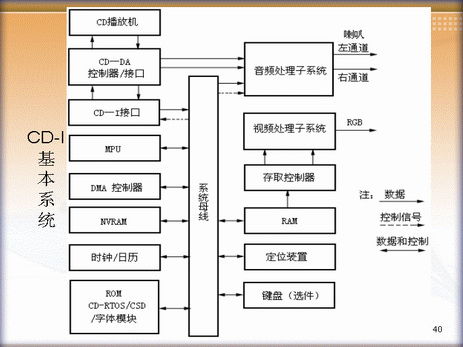 CD-I
基本系统
CD播放机
CD—DA
控制器/接口
CD—I接口
MPU
DMA 控制器
NVRAM
时钟/日历
ROM
CD-RTOS/CSD
/字体模块
系统母线
音频处理子系统
视频处理子系统
存取控制器
RAM
定位装置
键盘(选件)
喇叭
左通道
右通道
RGB
注: 数据
控制信号
数据和控制
40